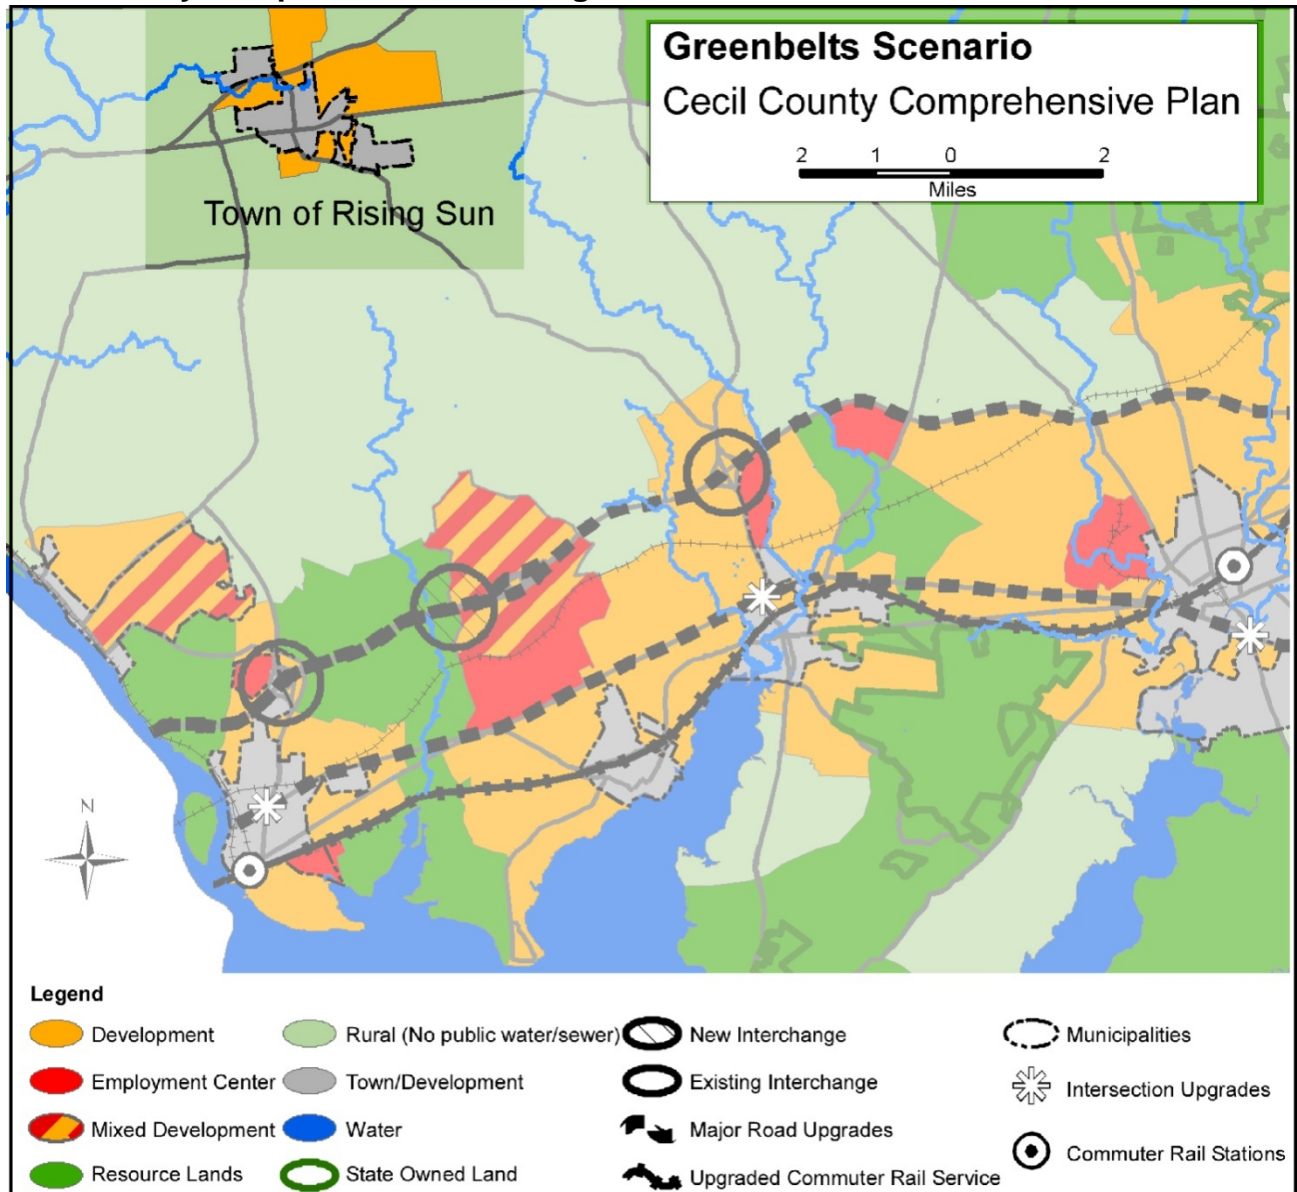 Greenbelts Scenario
Cecil County Comprehensive Plan
2 1 0 2
Miles
Town of Rising Sun
N
Legend
Development
Rural (No public water/sewer)
New Interchange
Municipalities
Employment Center
Town/Development
Existing Interchange
Intersection Upgrades
Mixed Development
Water
Major Road Upgrades
Commuter Rail Stations
Resource Lands
State Owned Land
Upgraded Commuter Rail Service